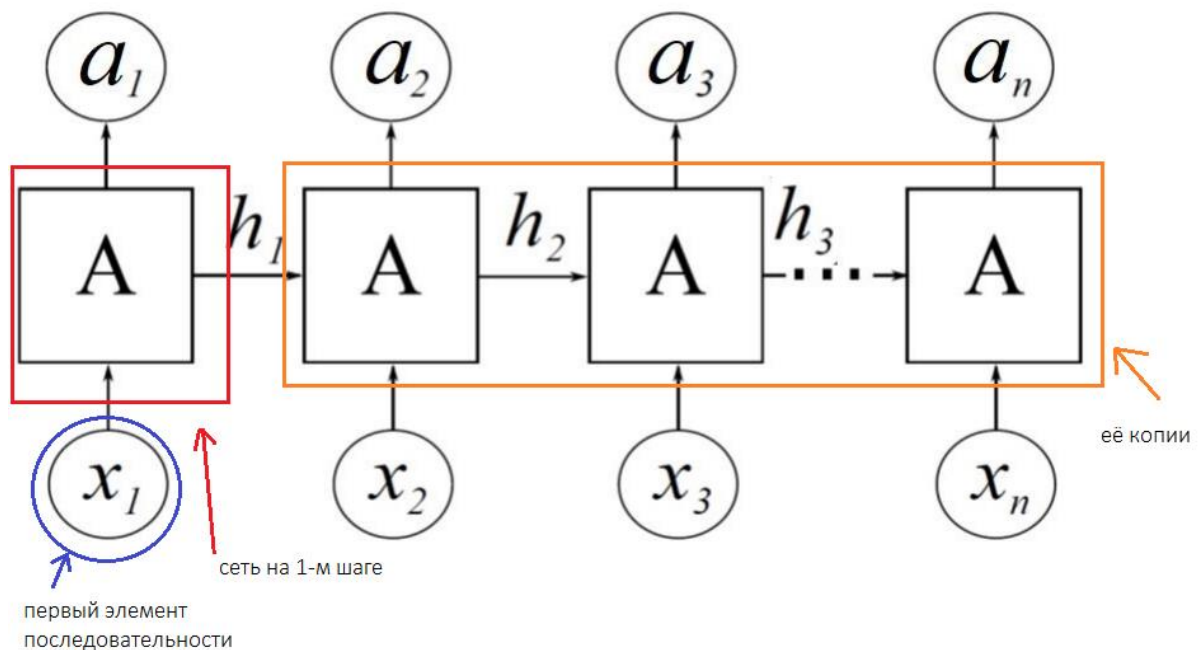 a₁ a₂ a₃ aₙ
A h₁ A h₂ A h₃ ... A
x₁ x₂ x₃ xₙ
её копии
сеть на 1-м шаге
первый элемент
последовательности